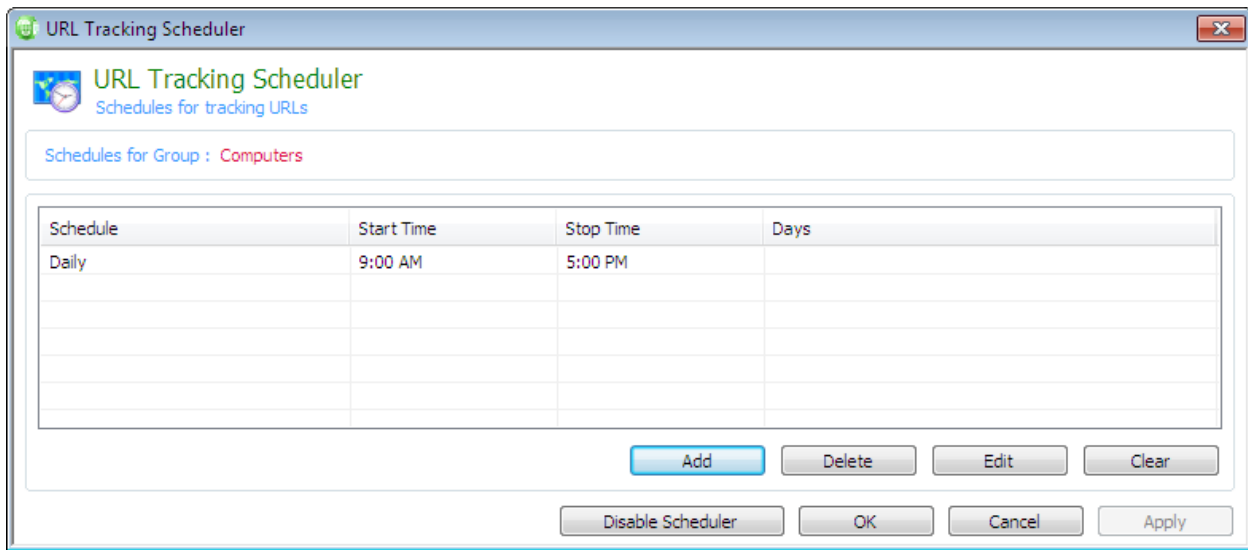 URL Tracking Scheduler
URL Tracking Scheduler
Schedules for tracking URLs
Schedules for Group : Computers
Schedule Start Time Stop Time Days
Daily 9:00 AM 5:00 PM
Add Delete Edit Clear
Disable Scheduler OK Cancel Apply